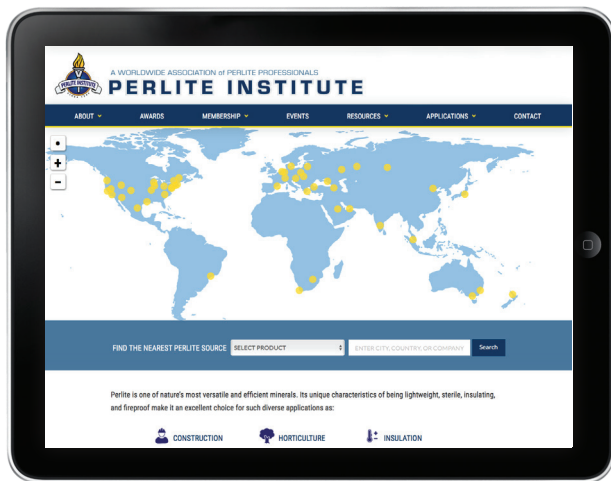 PERLITE INSTITUTE
A WORLDWIDE ASSOCIATION of PERLITE PROFESSIONALS
PERLITE INSTITUTE
ABOUT AWARDS MEMBERSHIP EVENTS RESOURCES APPLICATIONS CONTACT
+
−
FIND THE NEAREST PERLITE SOURCE SELECT PRODUCT ENTER CITY, COUNTRY, OR COMPANY Search
Perlite is one of nature's most versatile and efficient minerals. Its unique characteristics of being lightweight, sterile, insulating,
and fireproof make it an excellent choice for such diverse applications as:
CONSTRUCTION HORTICULTURE INSULATION